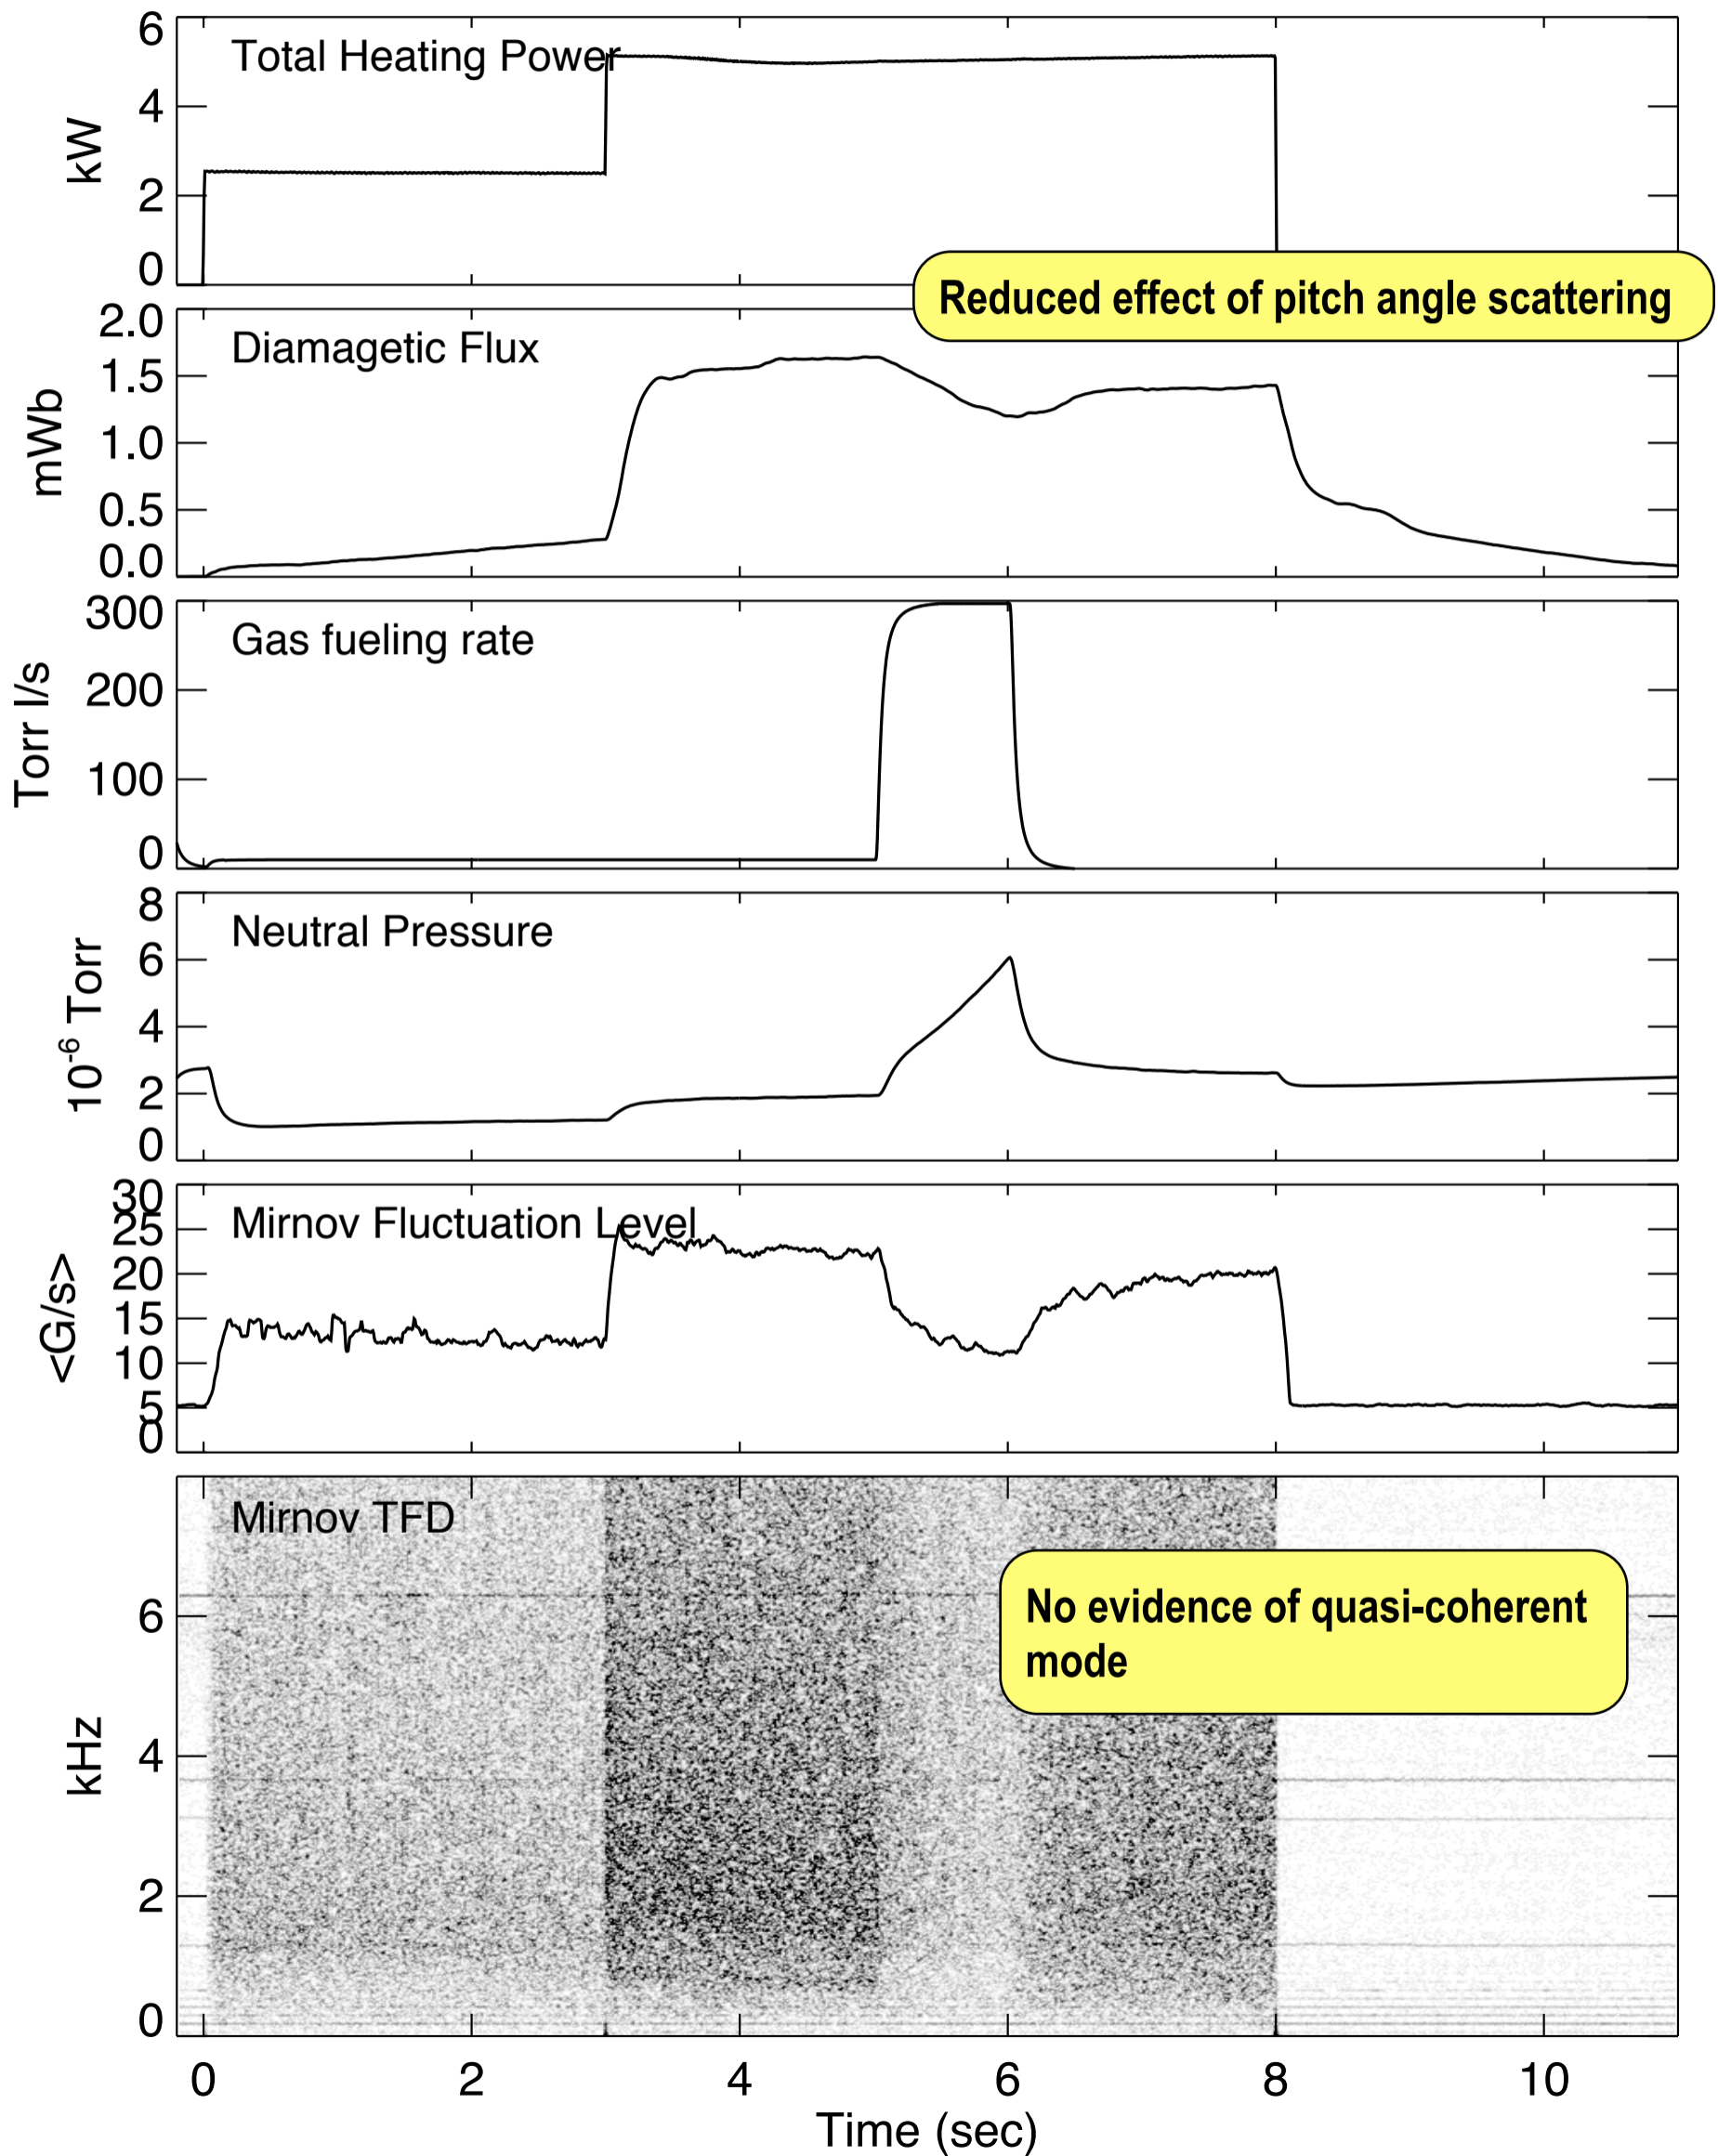 Total Heating Power
kW
6
4
2
0
Reduced effect of pitch angle scattering
Diamagetic Flux
mWb
2.0
1.5
1.0
0.5
0.0
Gas fueling rate
Torr l/s
300
200
100
0
Neutral Pressure
10⁻⁶ Torr
8
6
4
2
0
Mirnov Fluctuation Level
<G/s>
30
25
20
15
10
5
0
Mirnov TFD
No evidence of quasi-coherent
mode
kHz
6
4
2
0
0 2 4 6 8 10
Time (sec)